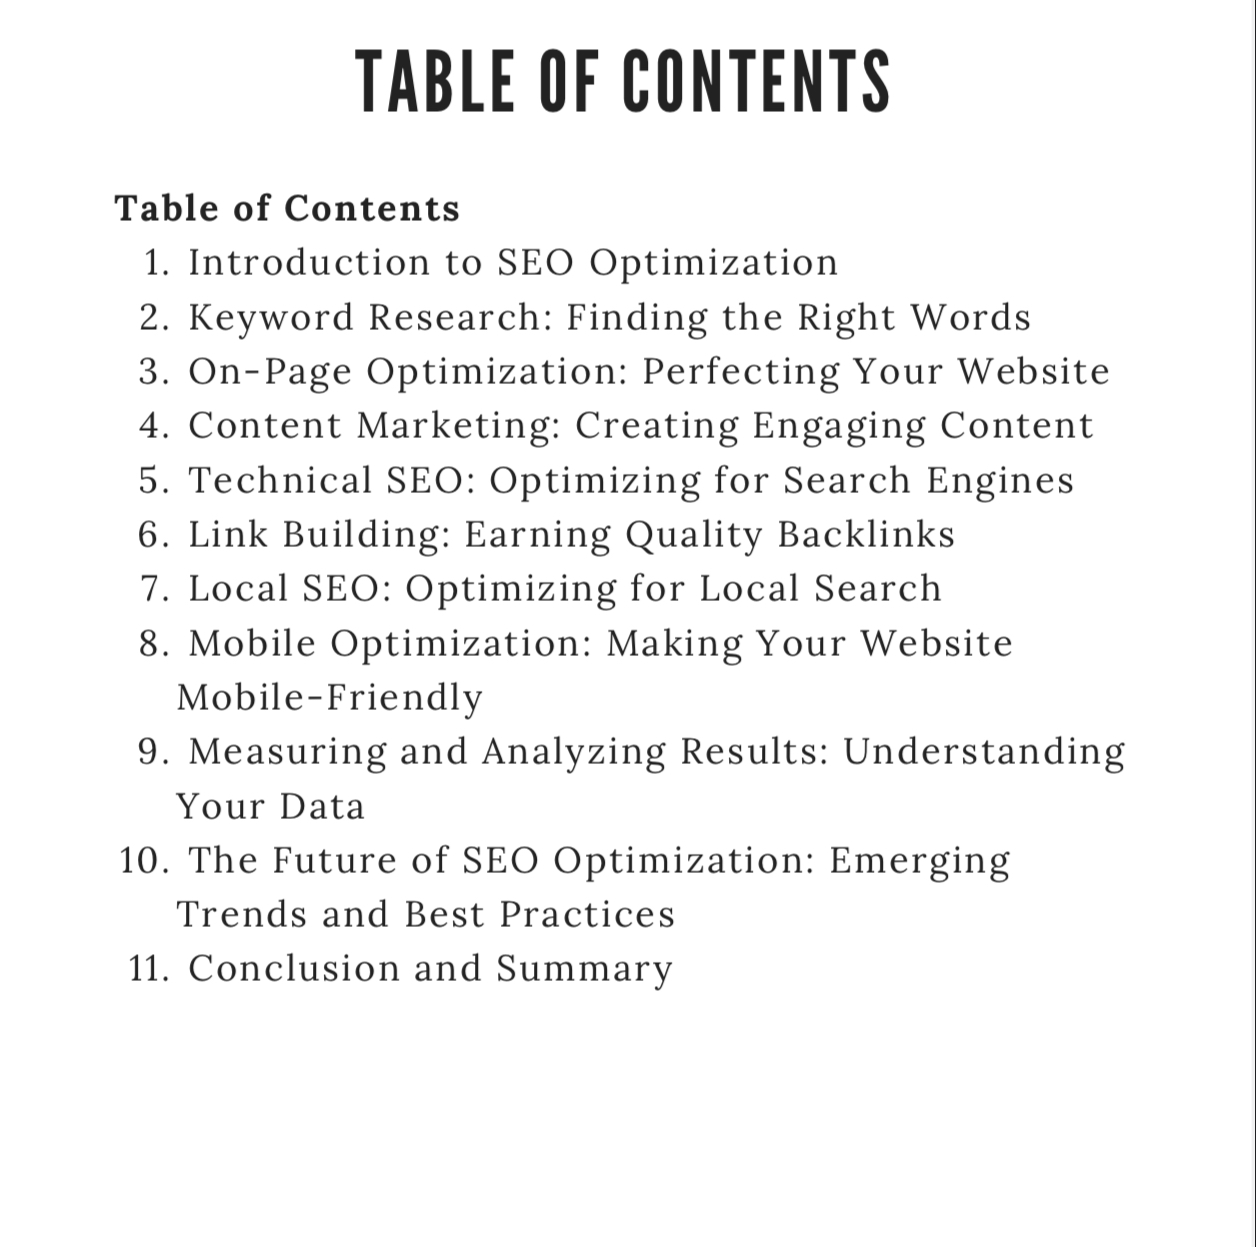 TABLE OF CONTENTS
Table of Contents
1. Introduction to SEO Optimization
2. Keyword Research: Finding the Right Words
3. On-Page Optimization: Perfecting Your Website
4. Content Marketing: Creating Engaging Content
5. Technical SEO: Optimizing for Search Engines
6. Link Building: Earning Quality Backlinks
7. Local SEO: Optimizing for Local Search
8. Mobile Optimization: Making Your Website
Mobile-Friendly
9. Measuring and Analyzing Results: Understanding
Your Data
10. The Future of SEO Optimization: Emerging
Trends and Best Practices
11. Conclusion and Summary